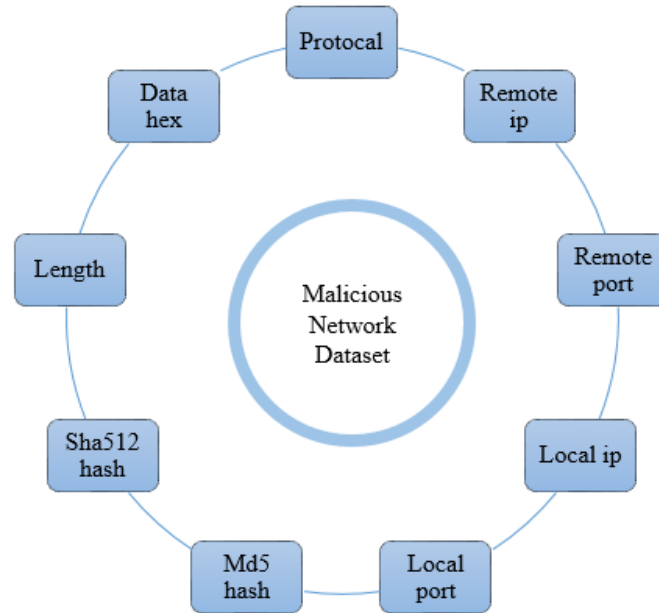 Protocal
Remote
ip
Remote
port
Local ip
Local
port
Md5
hash
Sha512
hash
Length
Data
hex
Malicious
Network
Dataset